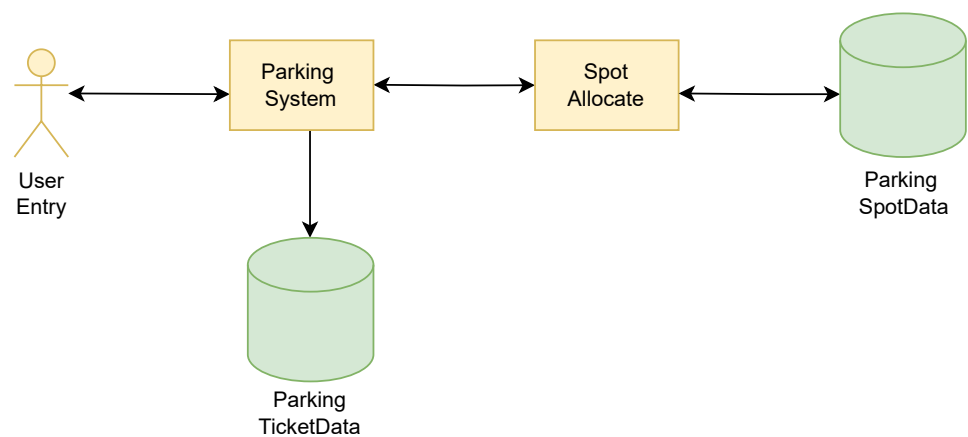 Parking
System
Spot
Allocate
User
Entry
Parking
SpotData
Parking
TicketData